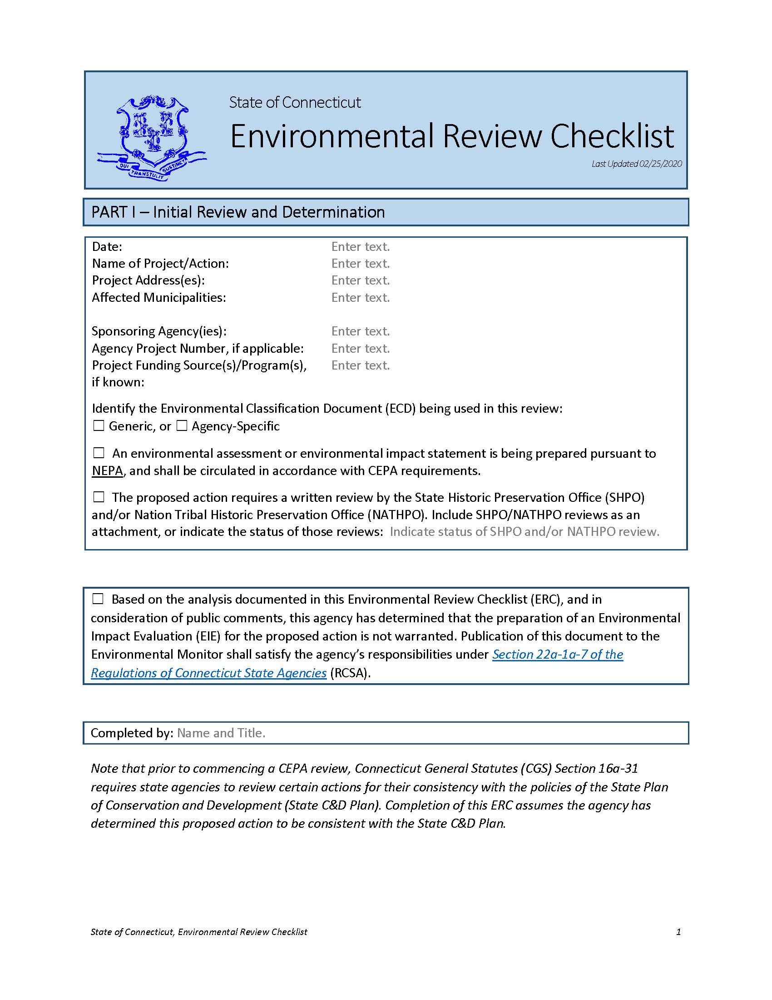 State of Connecticut
Environmental Review Checklist
Last Updated 02/25/2020
QUI TRANSTULIT SUSTINET
PART I – Initial Review and Determination
Date: Enter text.
Name of Project/Action: Enter text.
Project Address(es): Enter text.
Affected Municipalities: Enter text.
Sponsoring Agency(ies): Enter text.
Agency Project Number, if applicable: Enter text.
Project Funding Source(s)/Program(s), Enter text.
if known:
Identify the Environmental Classification Document (ECD) being used in this review:
☐ Generic, or ☐ Agency-Specific
☐ An environmental assessment or environmental impact statement is being prepared pursuant to
NEPA, and shall be circulated in accordance with CEPA requirements.
☐ The proposed action requires a written review by the State Historic Preservation Office (SHPO)
and/or Nation Tribal Historic Preservation Office (NATHPO). Include SHPO/NATHPO reviews as an
attachment, or indicate the status of those reviews: Indicate status of SHPO and/or NATHPO review.
☐ Based on the analysis documented in this Environmental Review Checklist (ERC), and in
consideration of public comments, this agency has determined that the preparation of an Environmental
Impact Evaluation (EIE) for the proposed action is not warranted. Publication of this document to the
Environmental Monitor shall satisfy the agency’s responsibilities under Section 22a-1a-7 of the
Regulations of Connecticut State Agencies (RCSA).
Completed by: Name and Title.
Note that prior to commencing a CEPA review, Connecticut General Statutes (CGS) Section 16a-31
requires state agencies to review certain actions for their consistency with the policies of the State Plan
of Conservation and Development (State C&D Plan). Completion of this ERC assumes the agency has
determined this proposed action to be consistent with the State C&D Plan.
State of Connecticut, Environmental Review Checklist 1